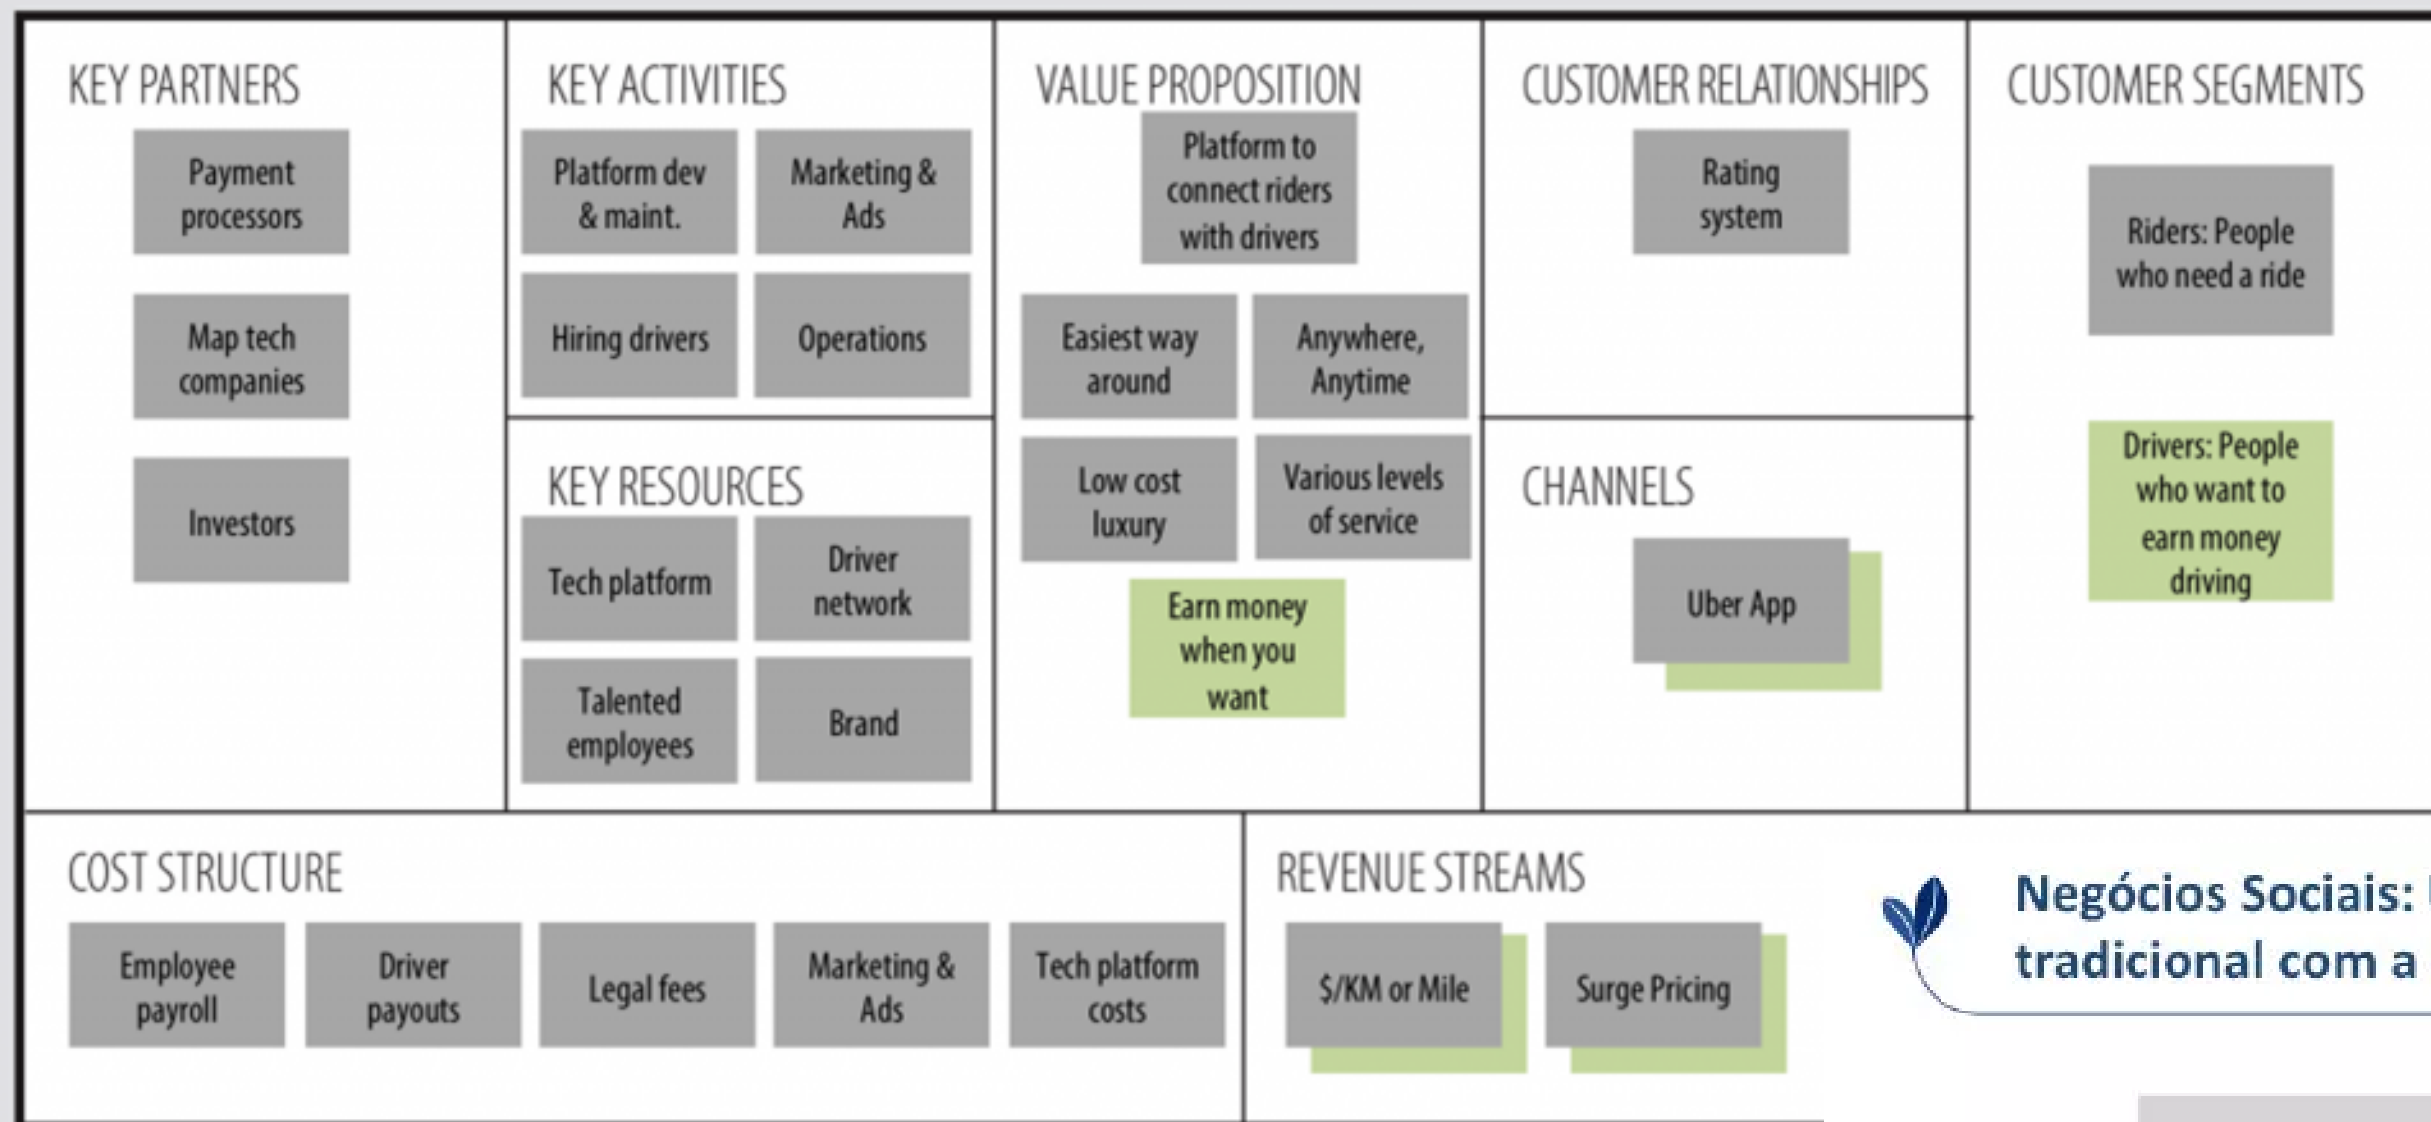 KEY PARTNERS
Payment
processors
Map tech
companies
Investors
KEY ACTIVITIES
Platform dev
& maint.
Marketing &
Ads
Hiring drivers
Operations
KEY RESOURCES
Tech platform
Driver
network
Talented
employees
Brand
VALUE PROPOSITION
Platform to
connect riders
with drivers
Easiest way
around
Anywhere,
Anytime
Low cost
luxury
Various levels
of service
Earn money
when you
want
CUSTOMER RELATIONSHIPS
Rating
system
CHANNELS
Uber App
CUSTOMER SEGMENTS
Riders: People
who need a ride
Drivers: People
who want to
earn money
driving
COST STRUCTURE
Employee
payroll
Driver
payouts
Legal fees
Marketing &
Ads
Tech platform
costs
REVENUE STREAMS
$/KM or Mile
Surge Pricing
Negócios Sociais:
tradicional com a